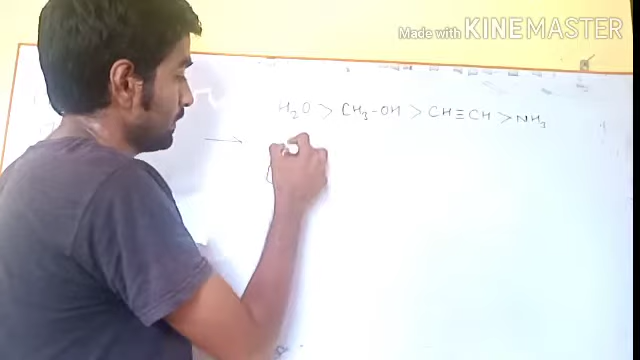 Made with KINEMASTER
H₂O > CH₃-OH > CH≡CH > NH₃
→